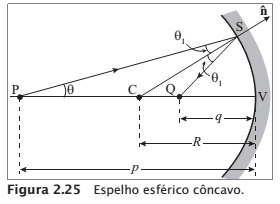 n̂
S
θ₁
P
θ
C
Q
θ₁
V
q
R
p
Figura 2.25 Espelho esférico côncavo.